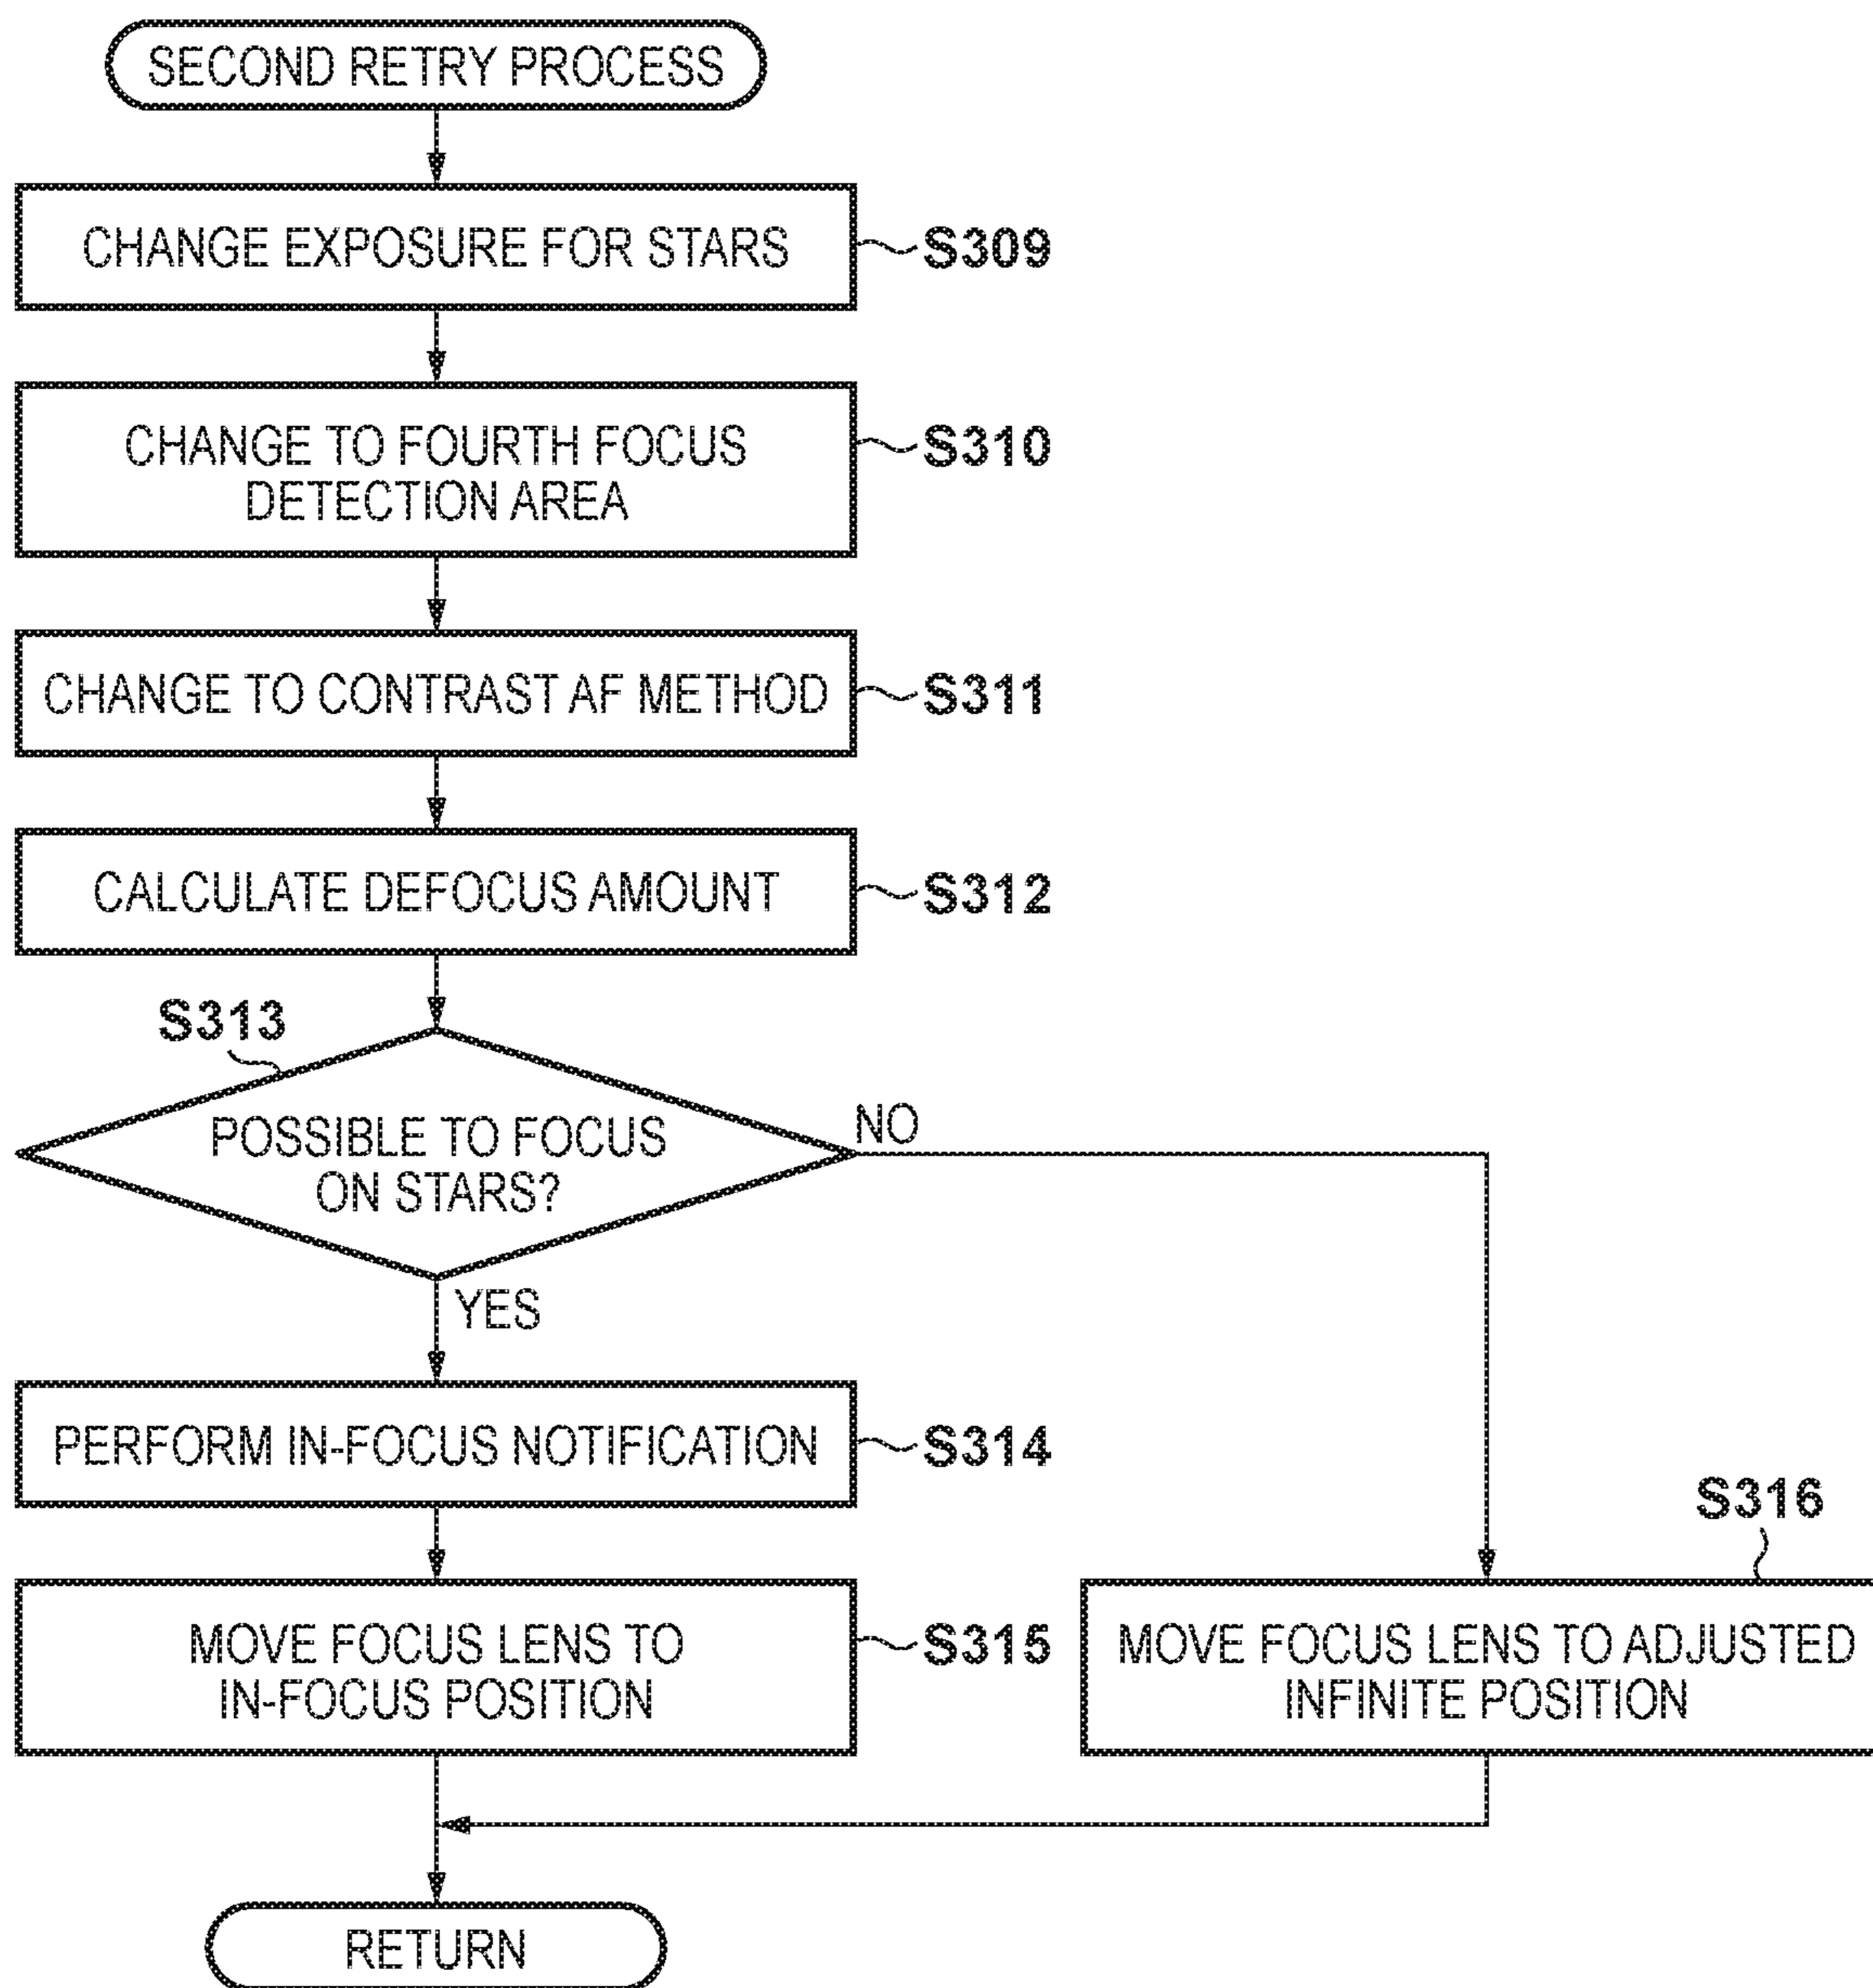 SECOND RETRY PROCESS
CHANGE EXPOSURE FOR STARS
S309
CHANGE TO FOURTH FOCUS
DETECTION AREA
S310
CHANGE TO CONTRAST AF METHOD
S311
CALCULATE DEFOCUS AMOUNT
S312
S313
POSSIBLE TO FOCUS
ON STARS?
NO
YES
PERFORM IN-FOCUS NOTIFICATION
S314
MOVE FOCUS LENS TO
IN-FOCUS POSITION
S315
S316
MOVE FOCUS LENS TO ADJUSTED
INFINITE POSITION
RETURN